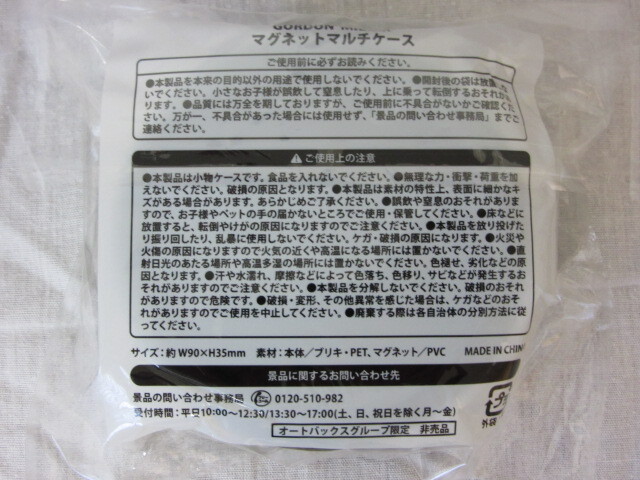 GORDON
マグネットマルチケース
ご使用前に必ずお読みください。
●本製品を本来の目的以外の用途で使用しないでください。●開封後の袋は放置し
ないでください。小さなお子様が誤飲して窒息したり、上に乗って転倒するおそれがあ
ります。●品質には万全を期しておりますが、ご使用前に不具合がないかご確認くだ
さい。万が一、不具合があった場合には使用せず、「景品の問い合わせ事務局」までご
連絡ください。
⚠ご使用上の注意
●本製品は小物ケースです。食品を入れないでください。●無理な力・衝撃・荷重を加
えないでください。破損の原因となります。●本製品は素材の特性上、表面に細かなキ
ズがある場合があります。あらかじめご了承ください。●誤飲や窒息のおそれがありま
すので、お子様やペットの手の届かないところでご使用・保管してください。●床などに
放置すると、転倒やけがの原因になりますのでご注意ください。●本製品を放り投げた
り振り回したり、乱暴に使用しないでください。ケガ・破損の原因になります。●火災や
火傷の原因になりますので火気の近くや高温になる場所には置かないでください。●直
射日光のあたる場所や高温多湿の場所には置かないでください。色褪せ、劣化などの原
因となります。●汗や水濡れ、摩擦などによって色落ち、色移り、サビなどが発生するお
それがありますのでご注意ください。●本製品を分解しないでください。破損のおそれ
がありますので危険です。●破損・変形、その他異常を感じた場合は、ケガなどのおそ
れがありますのでご使用を中止してください。●廃棄する際は各自治体の分別方法に従
ってください。
サイズ：約 W90×H35mm 素材：本体／ブリキ・PET、マグネット／PVC MADE IN CHINA
景品に関するお問い合わせ先
景品の問い合わせ事務局 0120-510-982
受付時間：平日10:00～12:30/13:30～17:00(土、日、祝日を除く月～金)
オートバックスグループ限定 非売品
プラ
外袋